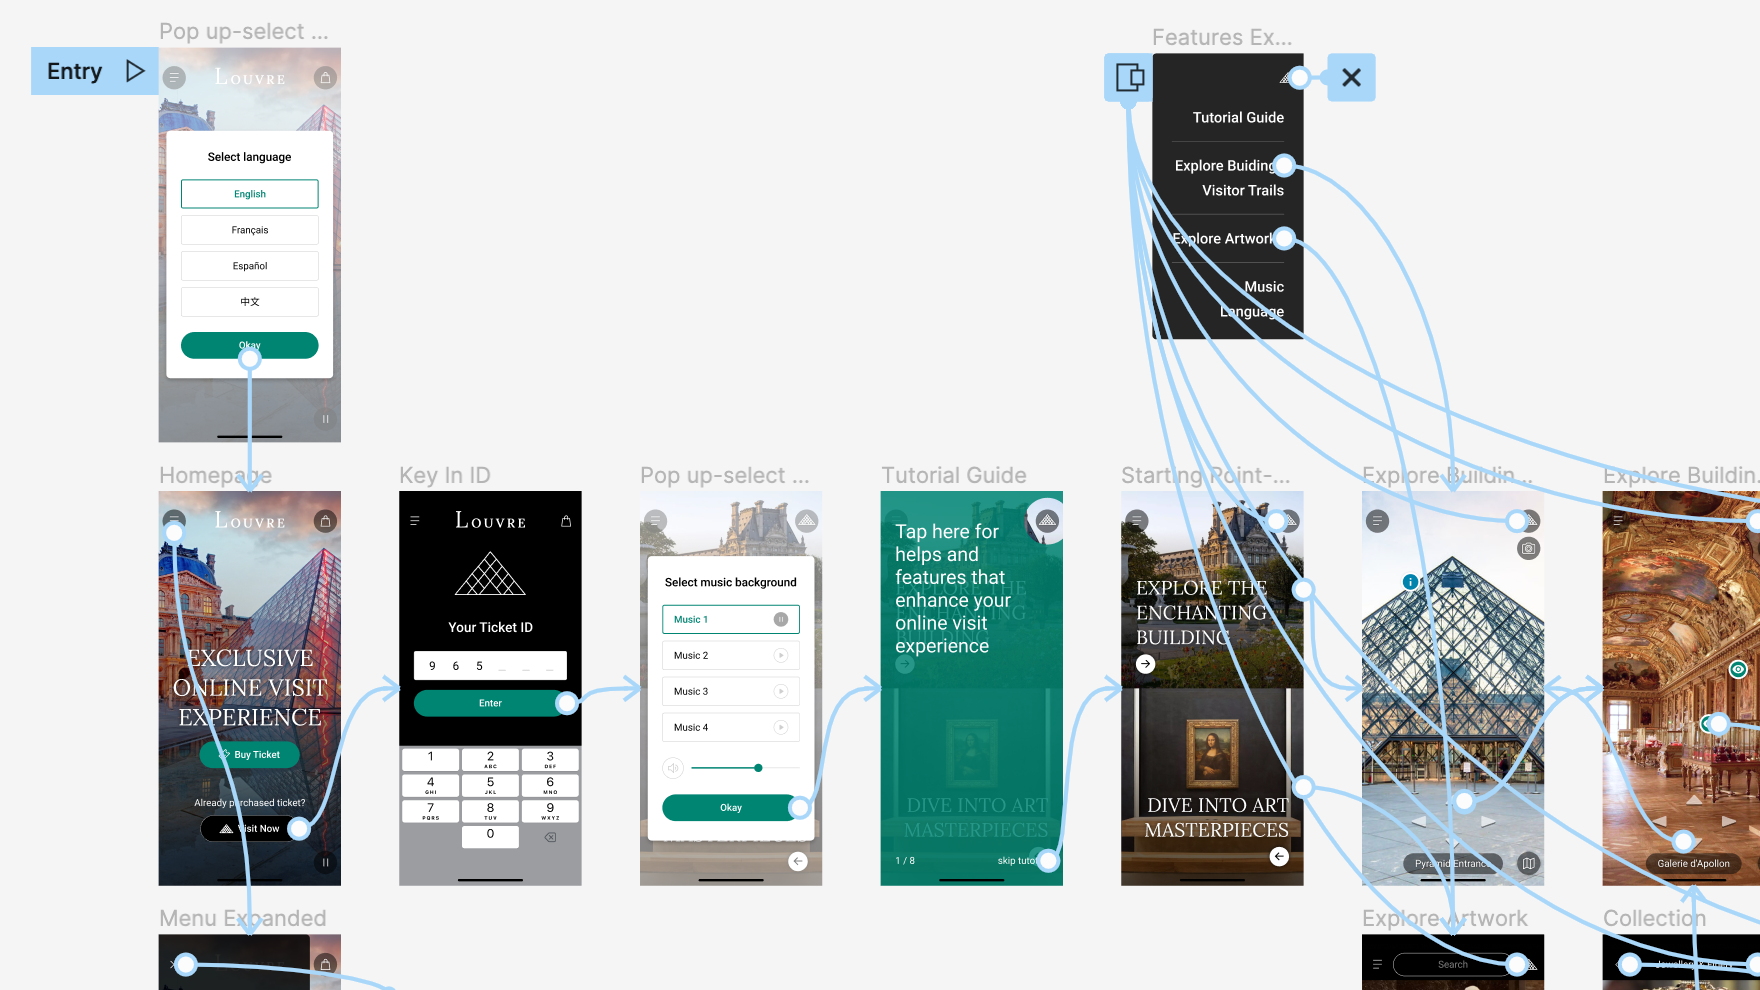 Pop up-select ...
Entry
LOUVRE
Select language
English
Français
Español
中文
Okay
Features Ex...
Tutorial Guide
Explore Buiding
Visitor Trails
Explore Artwork
Music
Language
Homepage
LOUVRE
EXCLUSIVE
ONLINE VISIT
EXPERIENCE
Buy Ticket
Already purchased ticket?
Visit Now
Key In ID
LOUVRE
Your Ticket ID
9 6 5 _ _ _
Enter
1
2 ABC
3 DEF
4 GHI
5 JKL
6 MNO
7 PQRS
8 TUV
9 WXYZ
0
Pop up-select ...
Select music background
Music 1
Music 2
Music 3
Music 4
Okay
Tutorial Guide
Tap here for
helps and
features that
enhance your
online visit
experience
EXPLORE THE
ENCHANTING
BUILDING
DIVE INTO ART
MASTERPIECES
1 / 8
skip tutor
Starting Point-...
EXPLORE THE
ENCHANTING
BUILDING
DIVE INTO ART
MASTERPIECES
Explore Buildin...
Pyramid Entrance
Explore Buildin.
Galerie d'Apollon
Menu Expanded
LOUVRE
Explore Artwork
Search
Collection